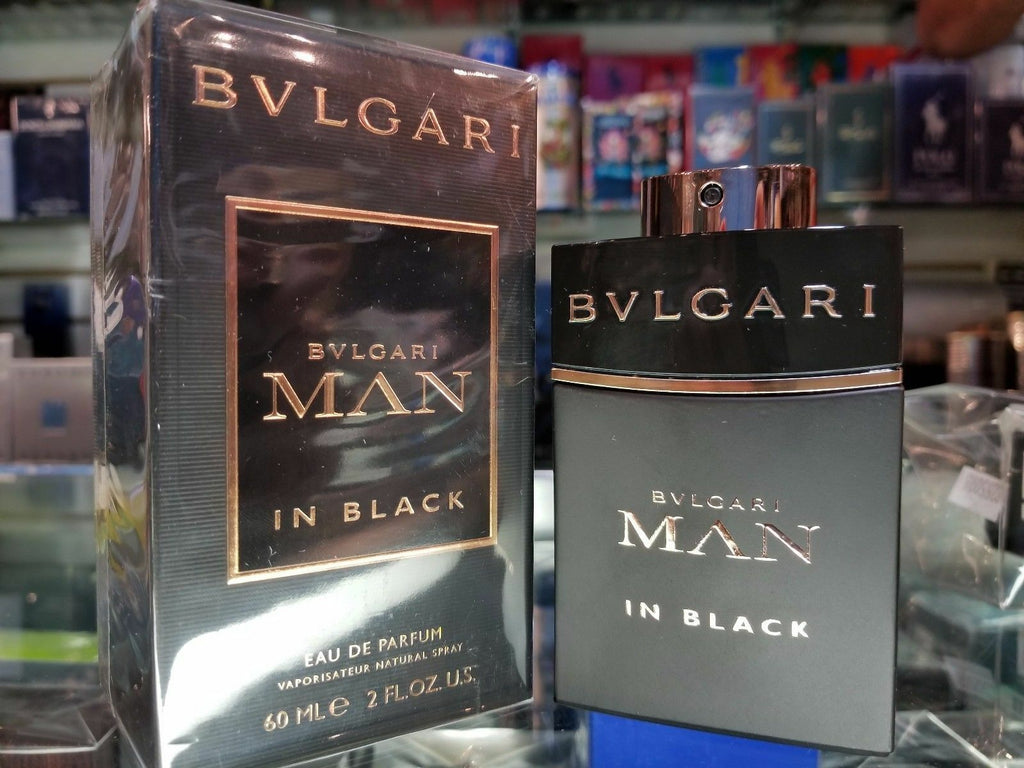 BVLGARI
BVLGARI
MAN
IN BLACK
EAU DE PARFUM
VAPORISATEUR NATURAL SPRAY
60 ML e 2 FL.OZ. U.S.
BVLGARI
BVLGARI
MAN
IN BLACK
POLO